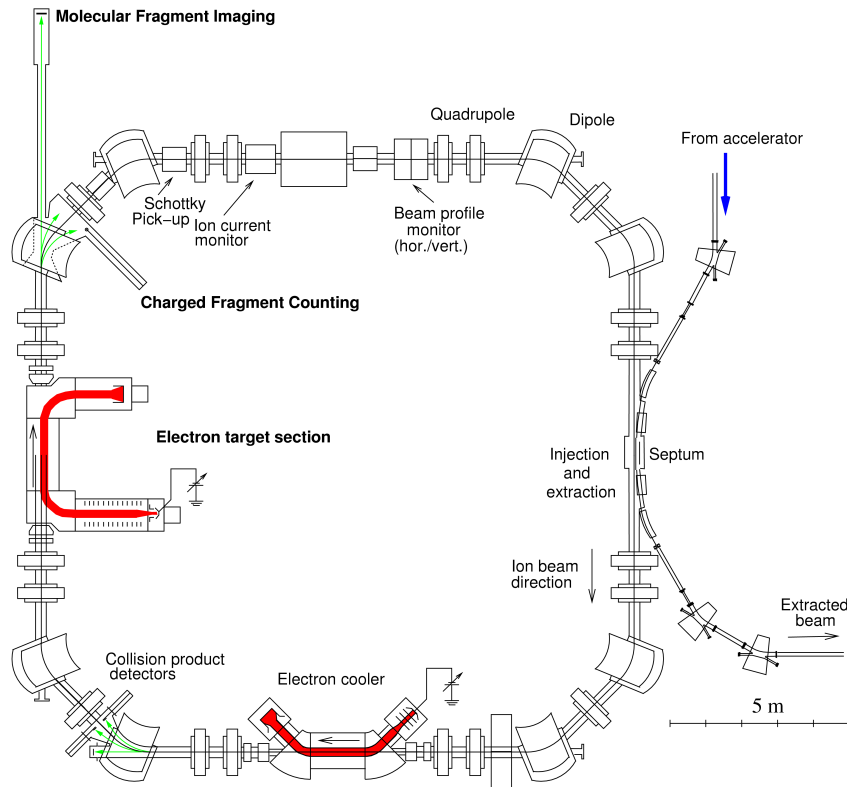 Molecular Fragment Imaging
Quadrupole
Dipole
From accelerator
Schottky
Pick−up
Ion current
monitor
Beam profile
monitor
(hor./vert.)
Charged Fragment Counting
Electron target section
Injection
and
extraction
Septum
Ion beam
direction
Extracted
beam
Collision product
detectors
Electron cooler
5 m